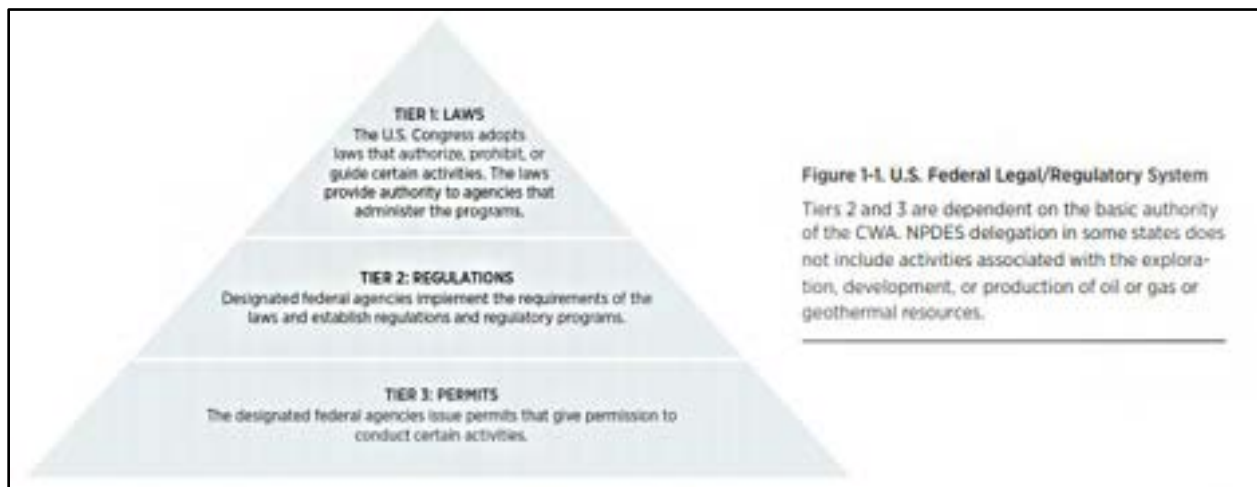 TIER 1: LAWS
The U.S. Congress adopts
laws that authorize, prohibit, or
guide certain activities. The laws
provide authority to agencies that
administer the programs.
TIER 2: REGULATIONS
Designated federal agencies implement the requirements of the
laws and establish regulations and regulatory programs.
TIER 3: PERMITS
The designated federal agencies issue permits that give permission to
conduct certain activities.
Figure 1-1. U.S. Federal Legal/Regulatory System
Tiers 2 and 3 are dependent on the basic authority
of the CWA. NPDES delegation in some states does
not include activities associated with the explora-
tion, development, or production of oil or gas or
geothermal resources.